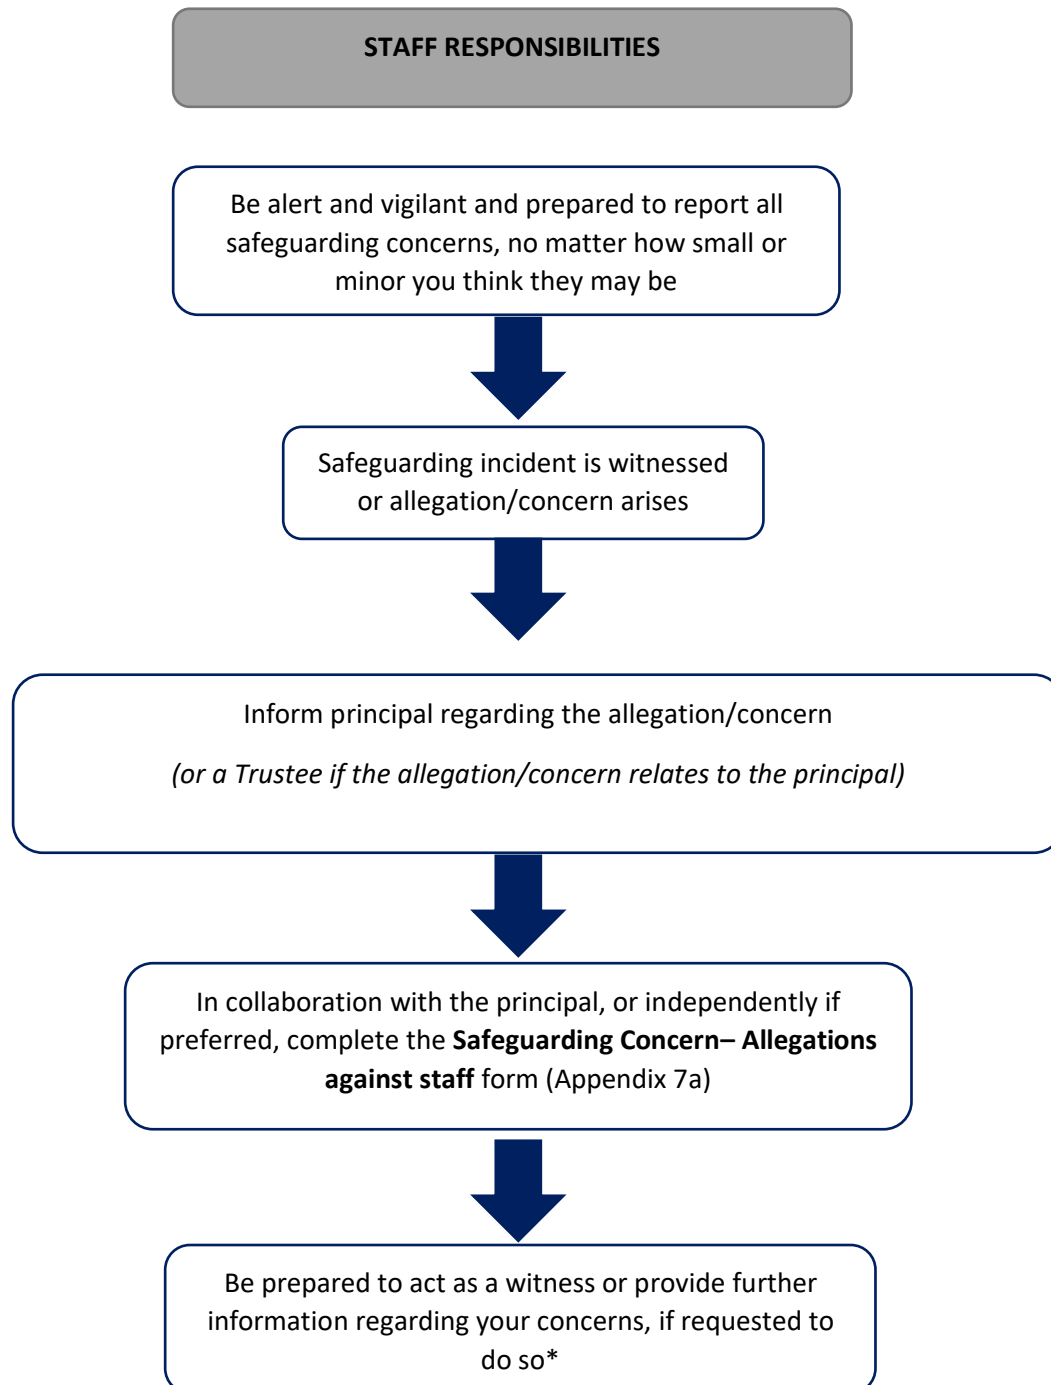 STAFF RESPONSIBILITIES
Be alert and vigilant and prepared to report all
safeguarding concerns, no matter how small or
minor you think they may be
Safeguarding incident is witnessed
or allegation/concern arises
Inform principal regarding the allegation/concern
(or a Trustee if the allegation/concern relates to the principal)
In collaboration with the principal, or independently if
preferred, complete the Safeguarding Concern– Allegations
against staff form (Appendix 7a)
Be prepared to act as a witness or provide further
information regarding your concerns, if requested to
do so*